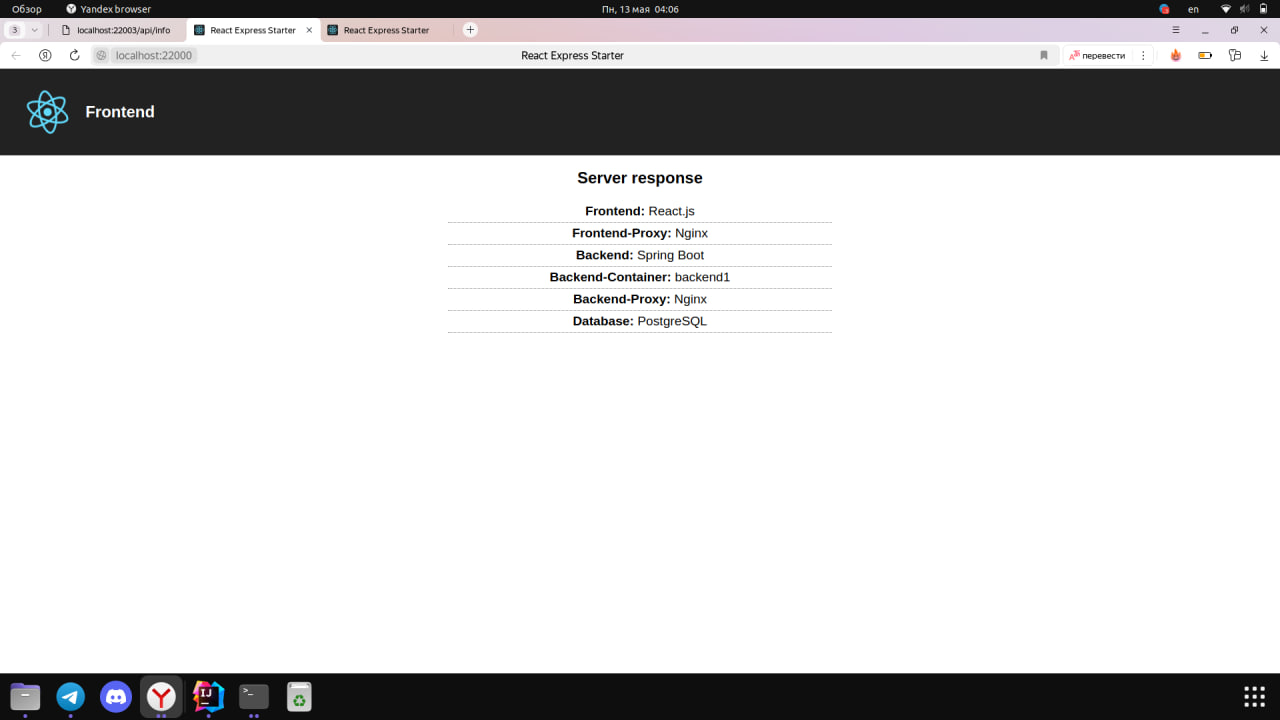 Обзор Yandex browser Пн, 13 мая 04:06 en
3 localhost:22003/api/info React Express Starter React Express Starter
localhost:22000 React Express Starter перевести
Frontend
Server response
Frontend: React.js
Frontend-Proxy: Nginx
Backend: Spring Boot
Backend-Container: backend1
Backend-Proxy: Nginx
Database: PostgreSQL